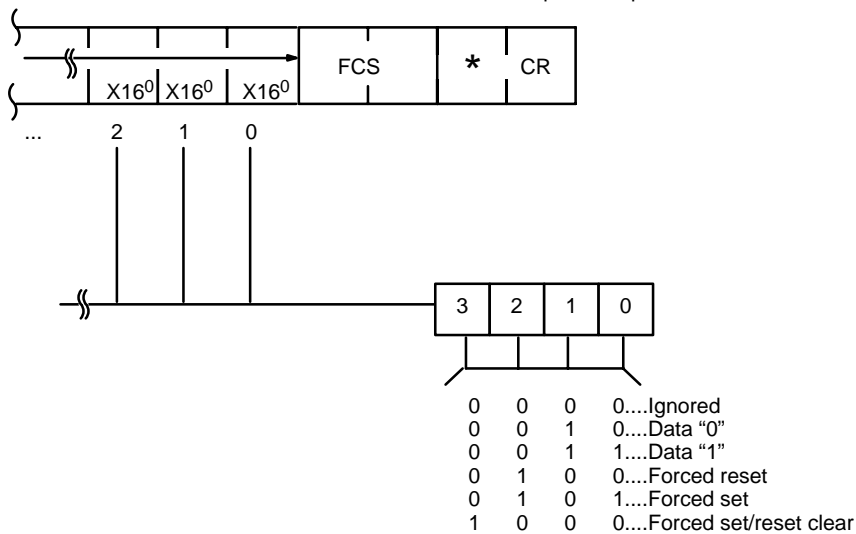 FCS * CR
X16⁰ X16⁰ X16⁰
... 2 1 0
3 2 1 0
0 0 0 0....Ignored
0 0 1 0....Data “0”
0 0 1 1....Data “1”
0 1 0 0....Forced reset
0 1 0 1....Forced set
1 0 0 0....Forced set/reset clear